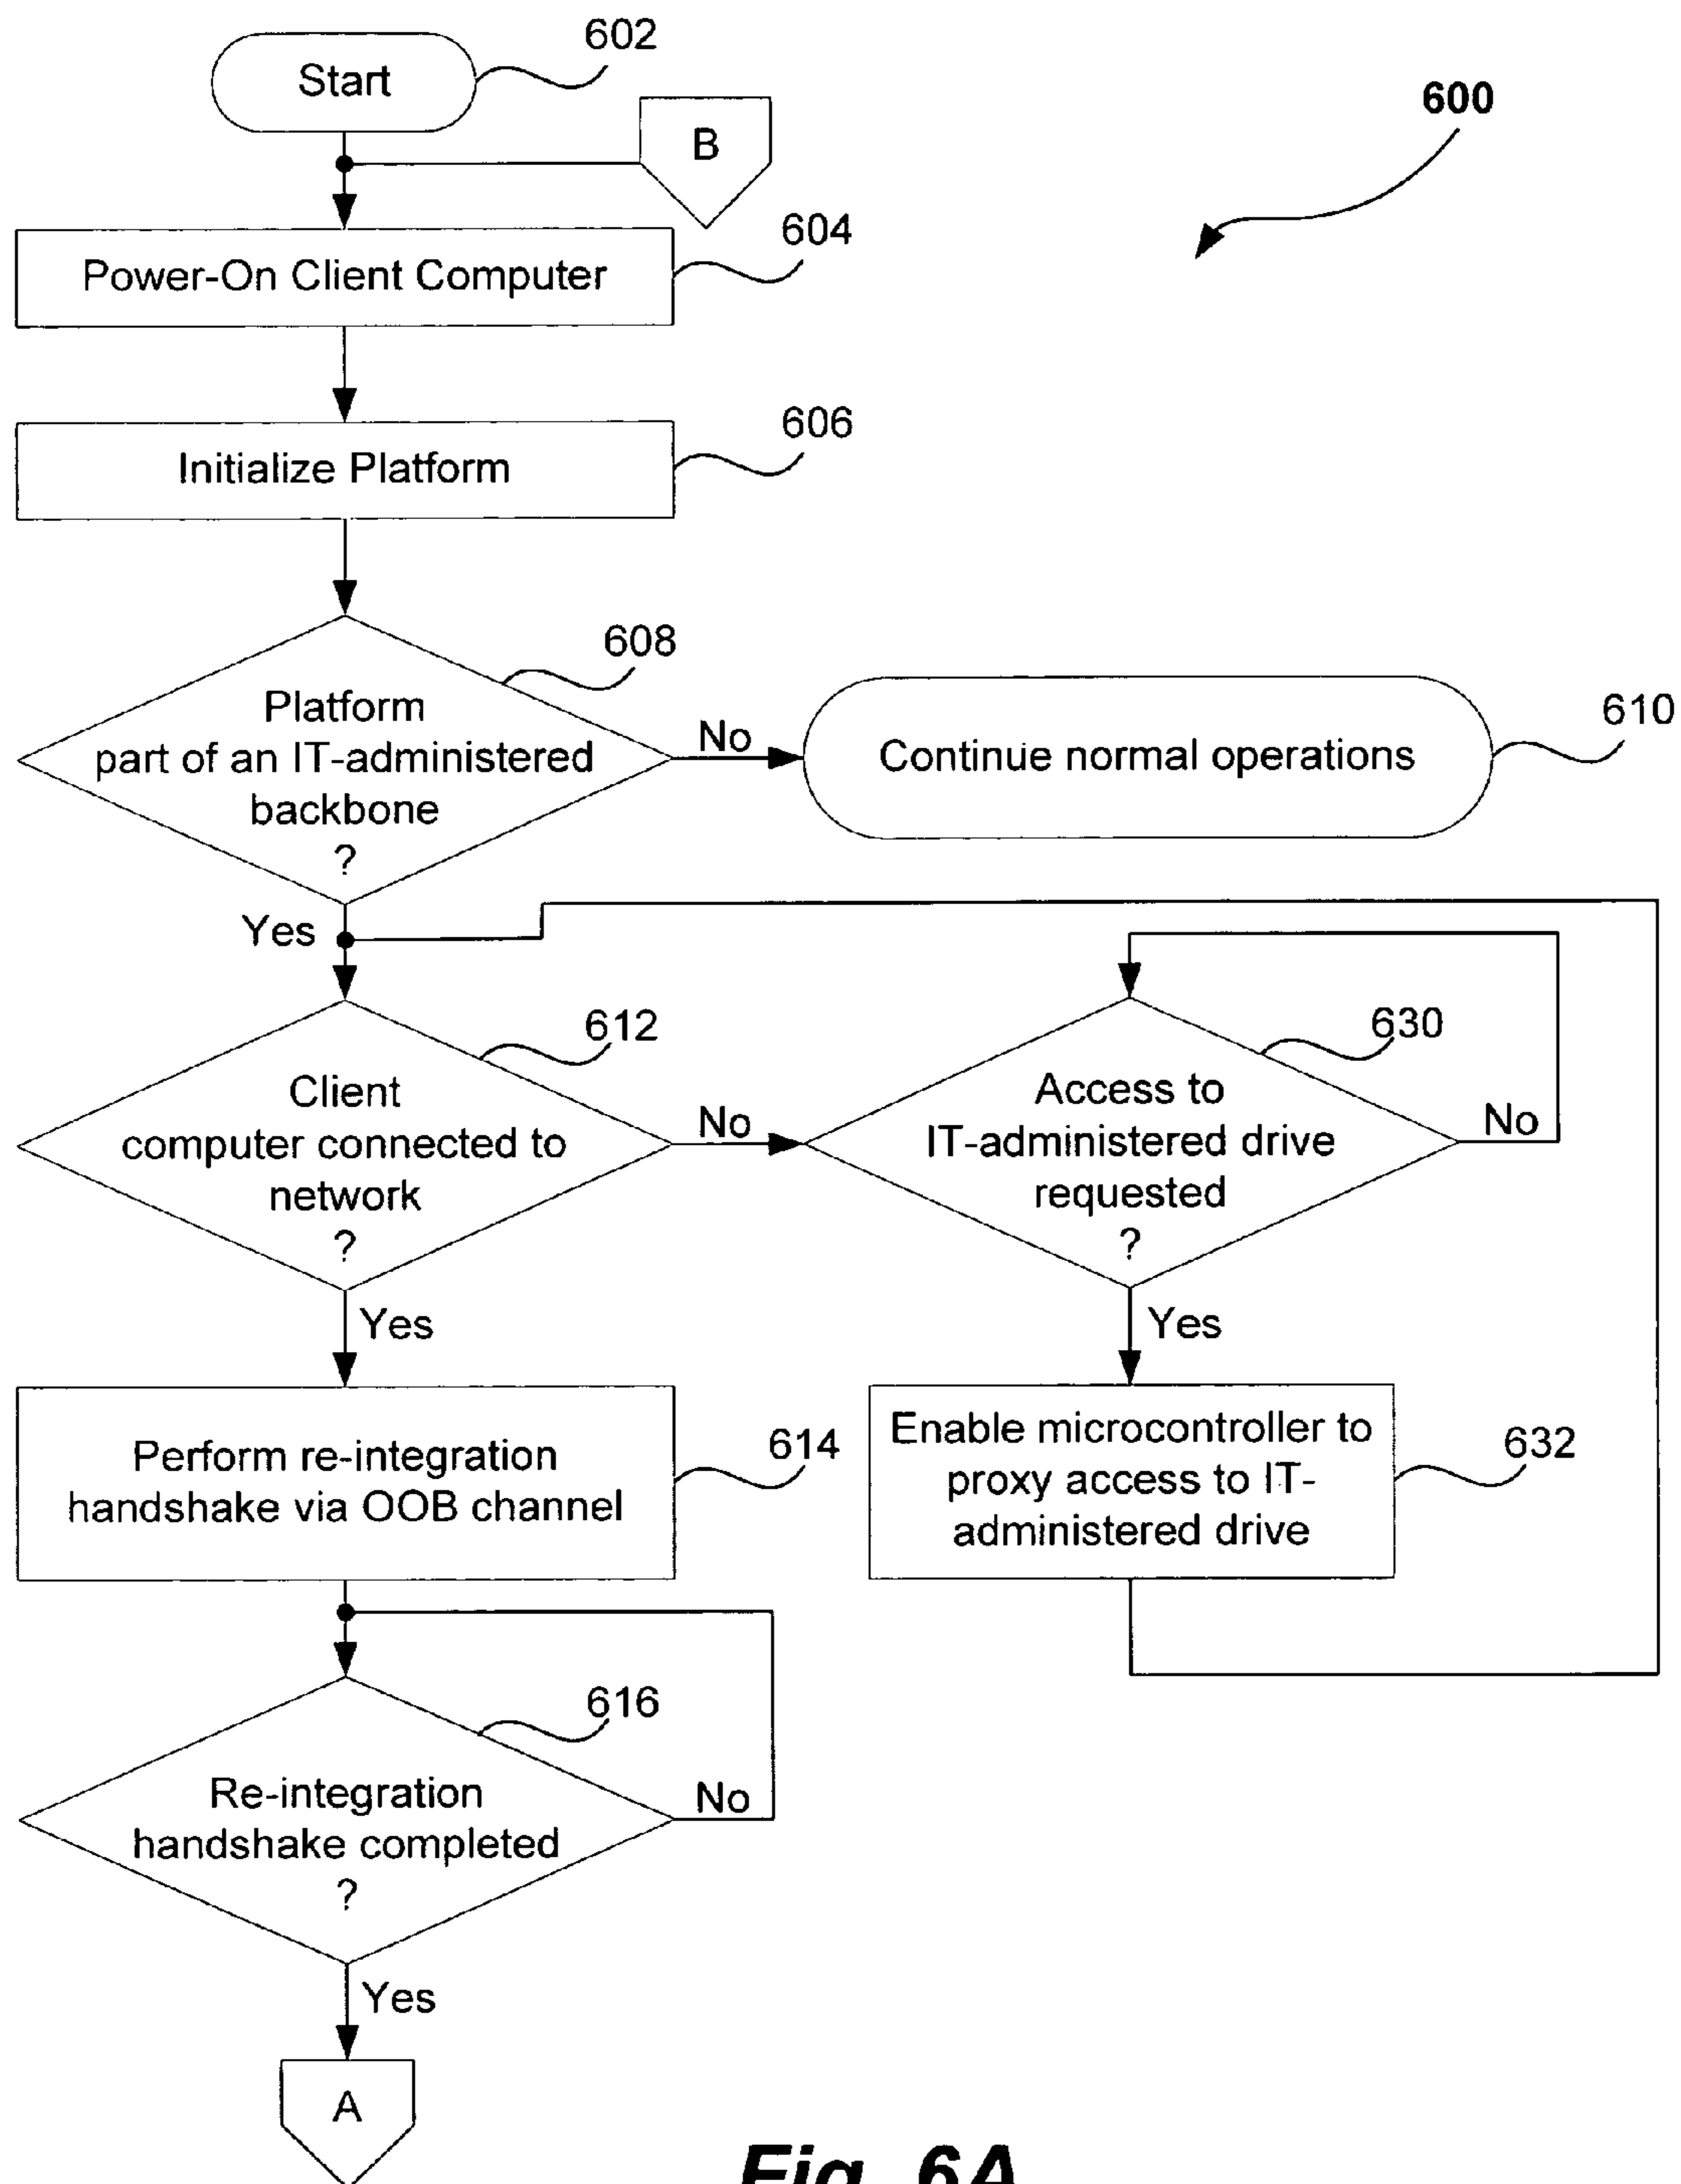 602
Start
600
B
604
Power-On Client Computer
606
Initialize Platform
608
Platform
part of an IT-administered
backbone
?
No
610
Continue normal operations
Yes
612
Client
computer connected to
network
?
No
630
Access to
IT-administered drive
requested
?
No
Yes
Yes
614
Perform re-integration
handshake via OOB channel
Enable microcontroller to
proxy access to IT-
administered drive
632
616
Re-integration
handshake completed
?
No
Yes
A
Fig. 6A